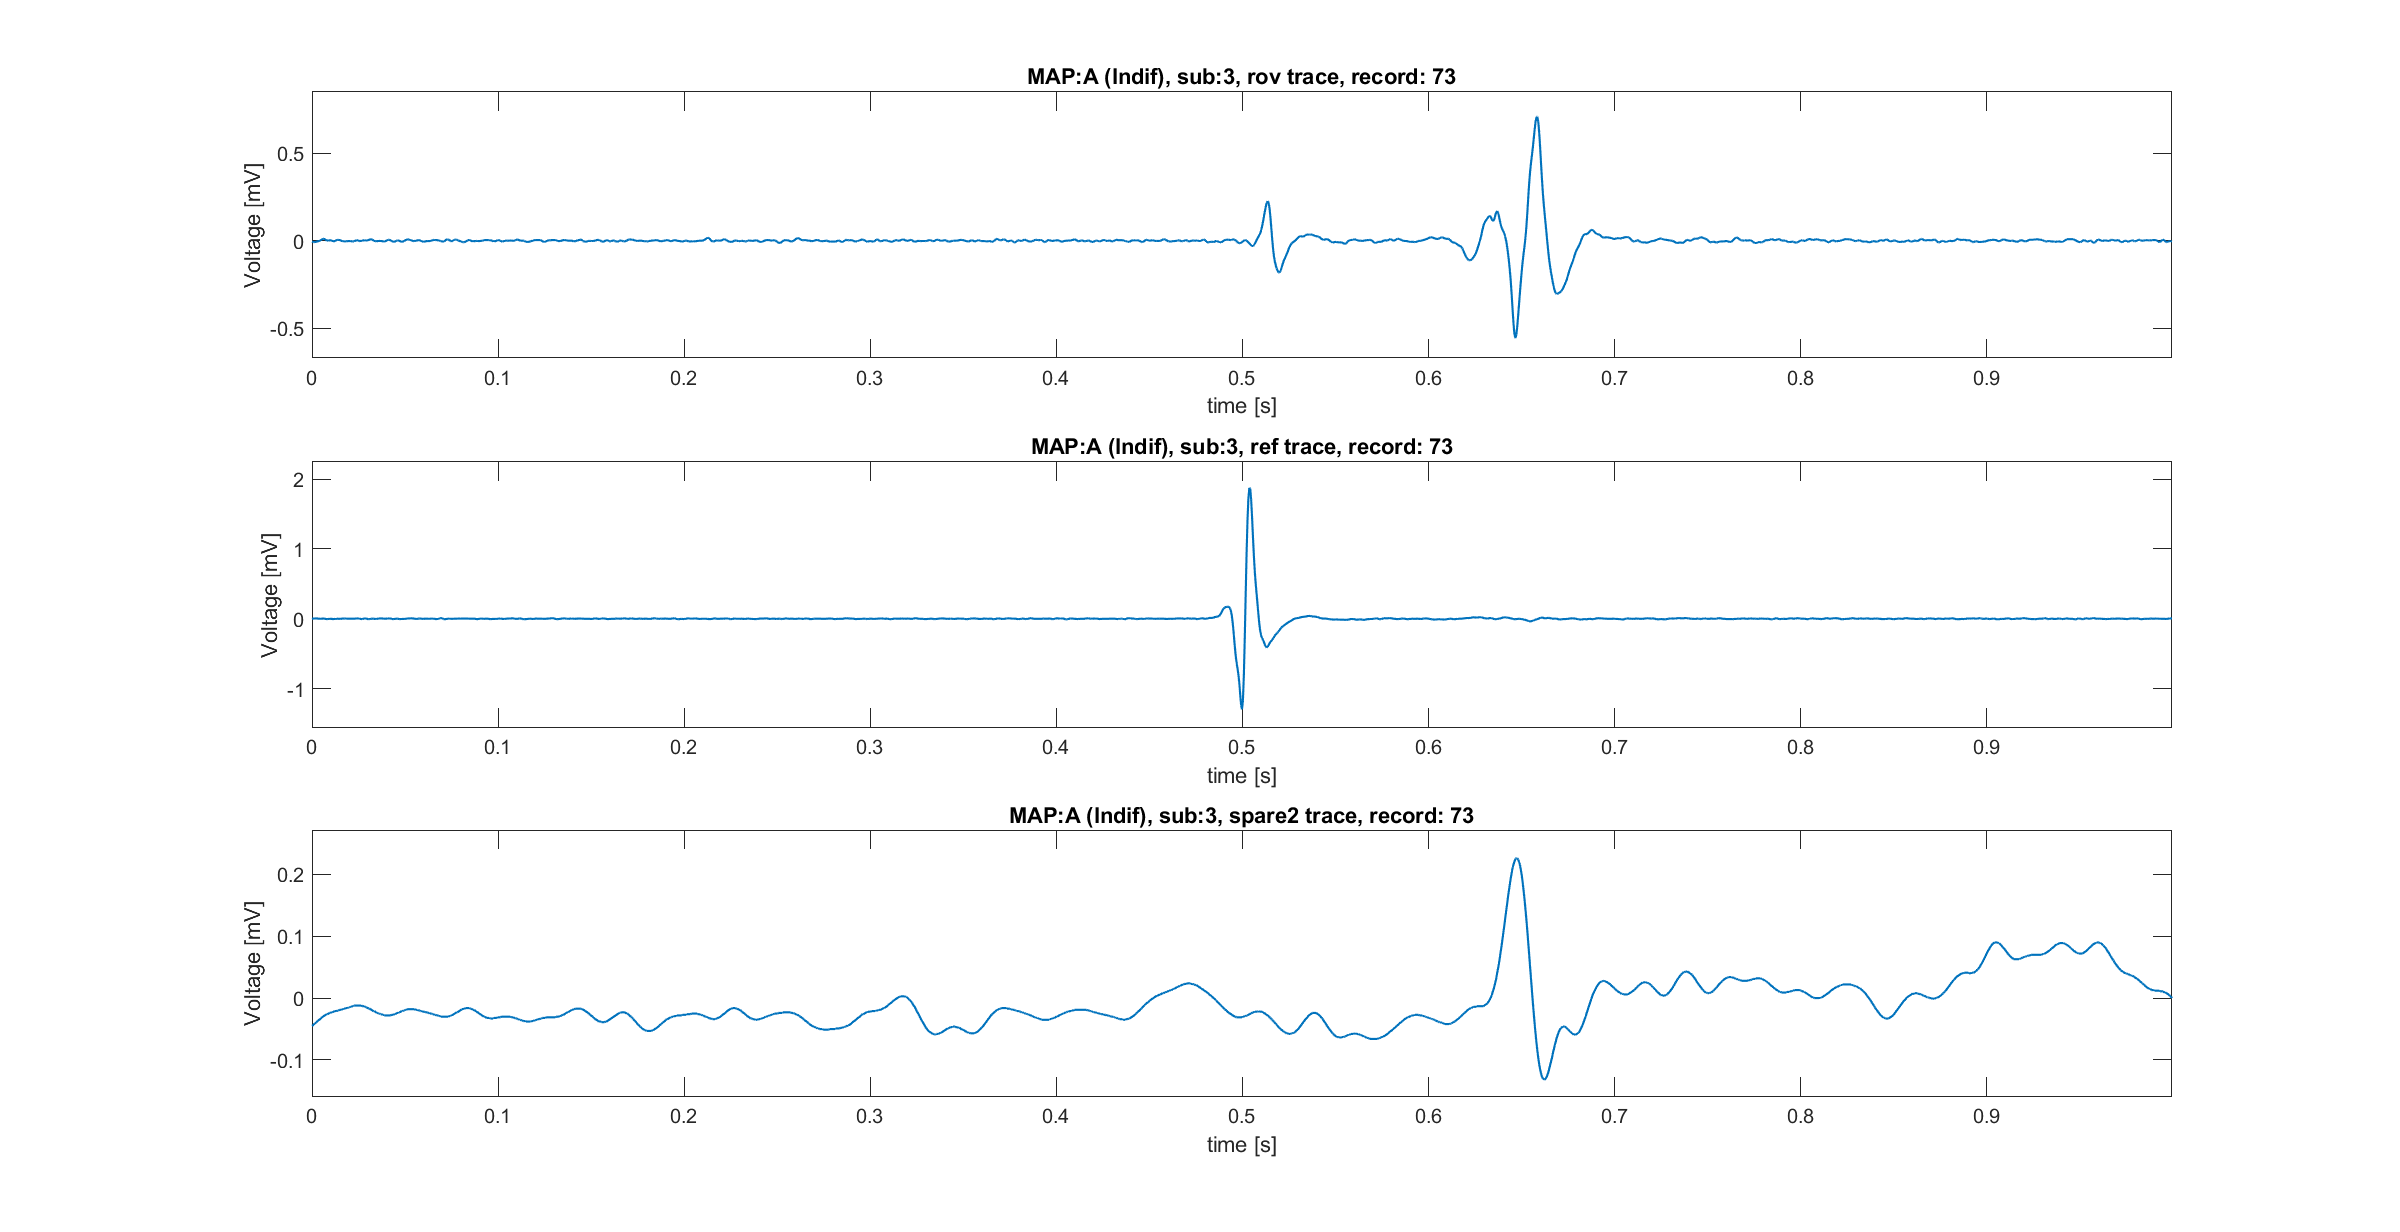 MAP:A (Indif), sub:3, rov trace, record: 73
Voltage [mV]
0.5
0
-0.5
0 0.1 0.2 0.3 0.4 0.5 0.6 0.7 0.8 0.9
time [s]
MAP:A (Indif), sub:3, ref trace, record: 73
Voltage [mV]
2
1
0
-1
0 0.1 0.2 0.3 0.4 0.5 0.6 0.7 0.8 0.9
time [s]
MAP:A (Indif), sub:3, spare2 trace, record: 73
Voltage [mV]
0.2
0.1
0
-0.1
0 0.1 0.2 0.3 0.4 0.5 0.6 0.7 0.8 0.9
time [s]